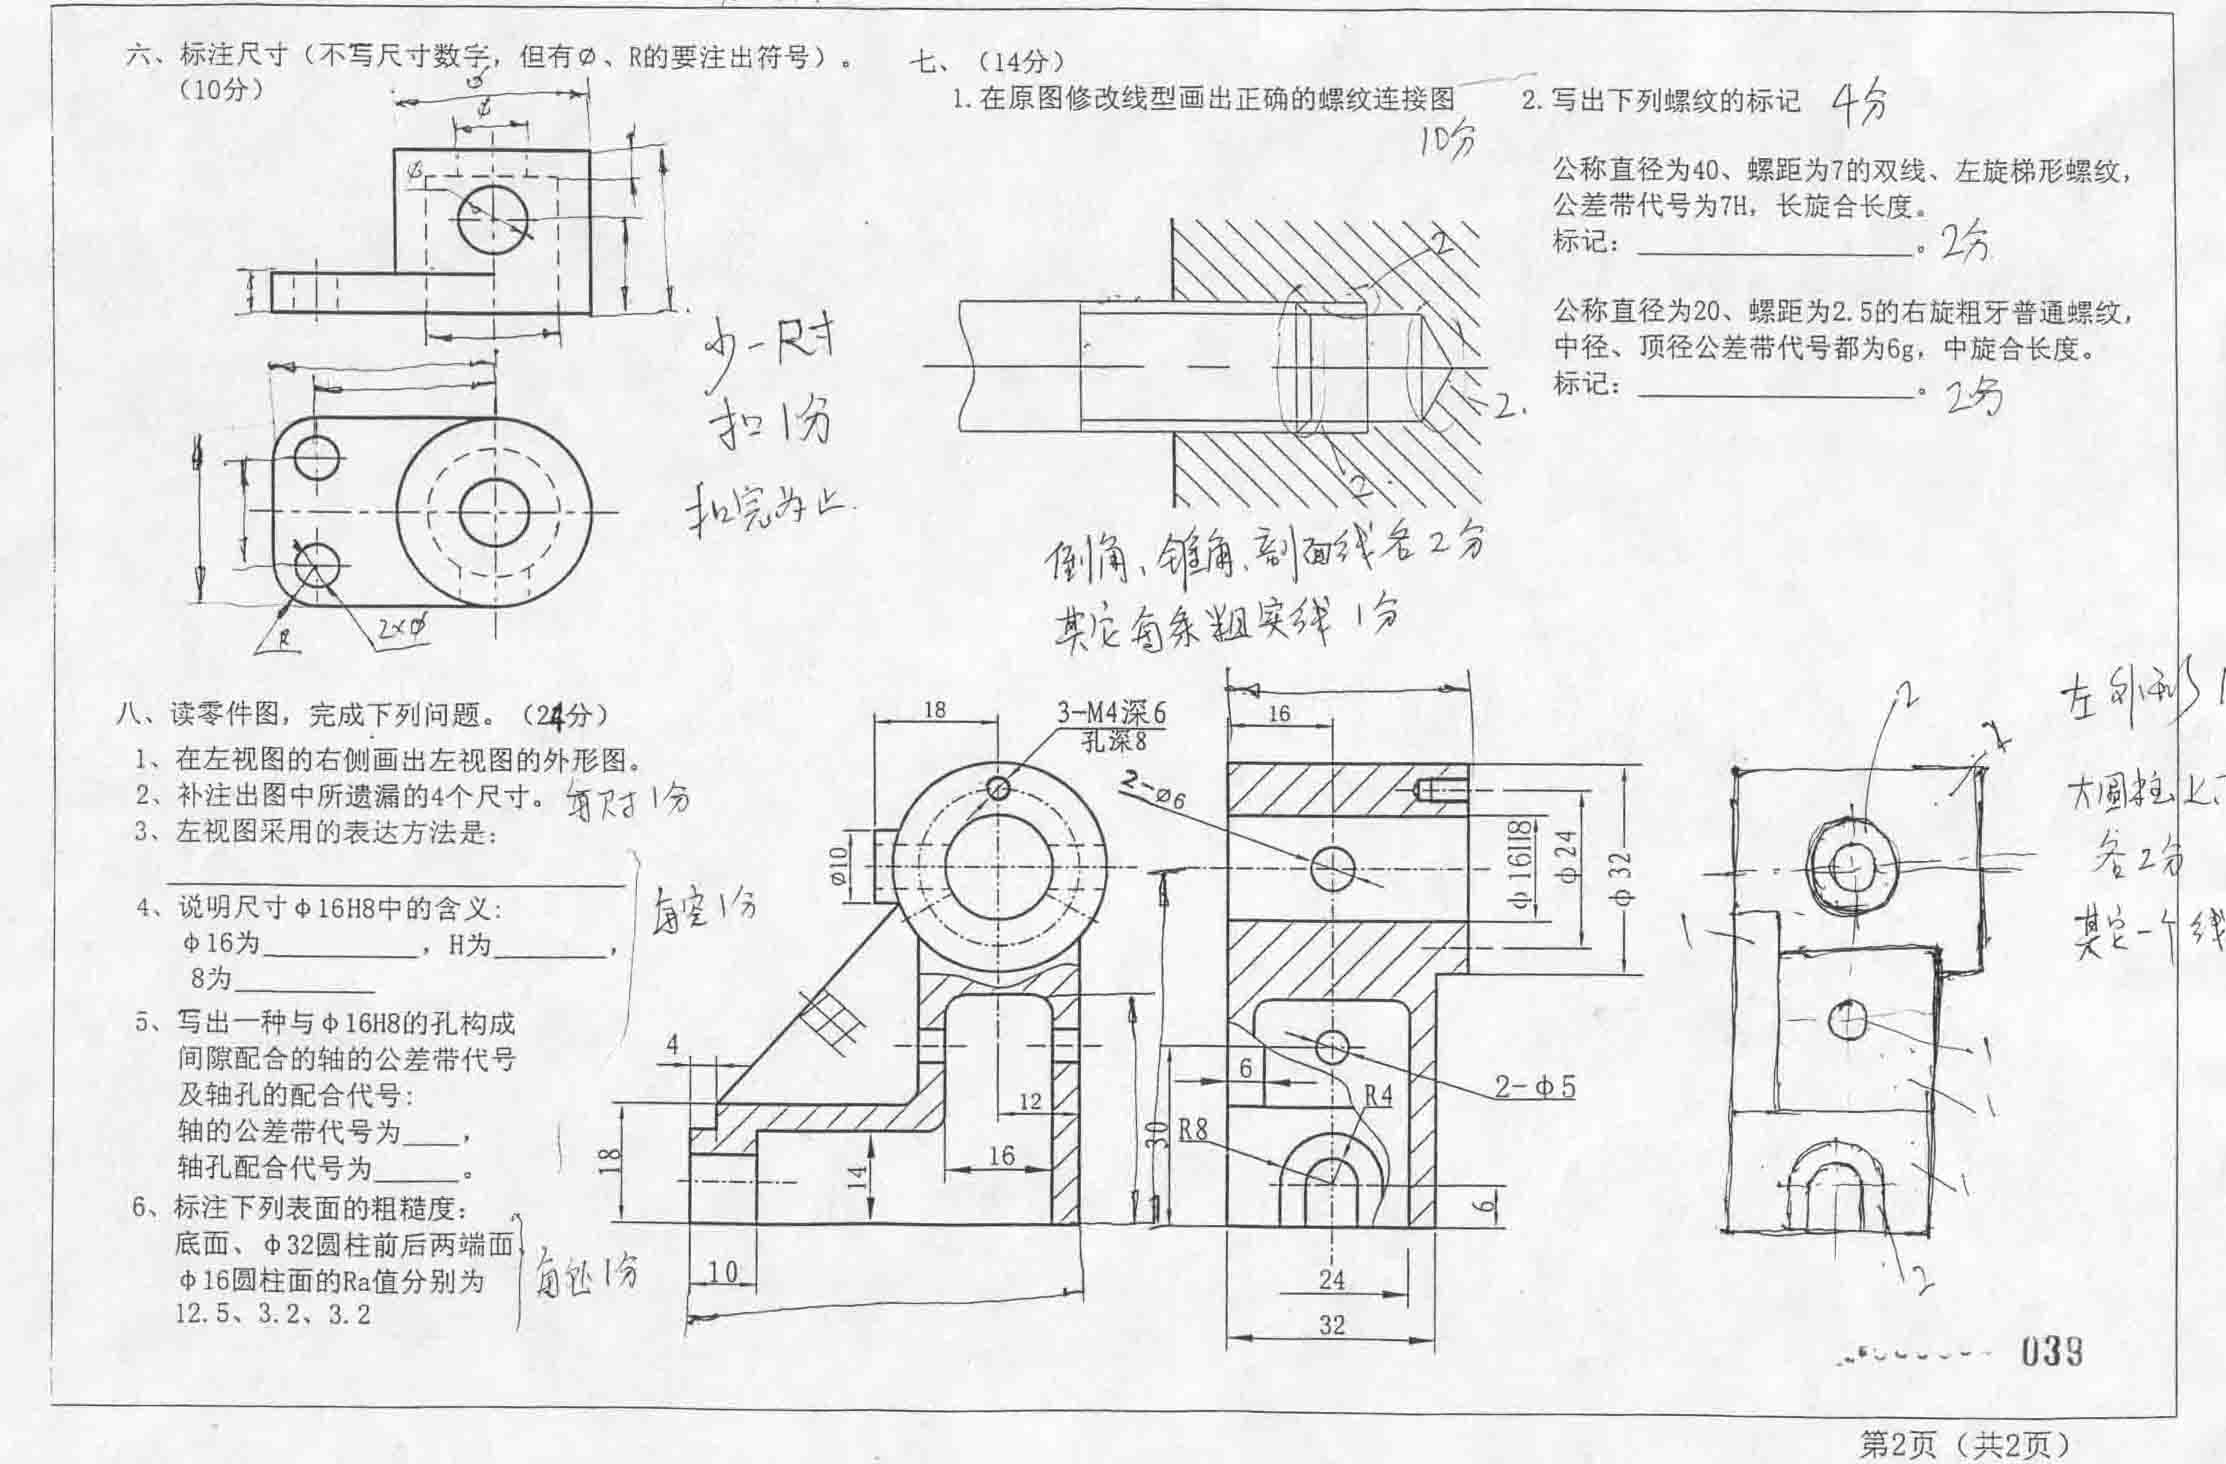 六、标注尺寸（不写尺寸数字，但有∅、R的要注出符号）。
（10分）
∅
∅
∅
R
2×∅
少一尺寸
扣1分
扣完为止.
七、（14分）
1.在原图修改线型画出正确的螺纹连接图
10分
2
2.
2.
倒角、锥角、剖面线各2分
其它每条粗实线1分
2.写出下列螺纹的标记 4分
公称直径为40、螺距为7的双线、左旋梯形螺纹，
公差带代号为7H，长旋合长度。
标记：____________。2分
公称直径为20、螺距为2.5的右旋粗牙普通螺纹，
中径、顶径公差带代号都为6g，中旋合长度。
标记：____________。2分
八、读零件图，完成下列问题。（24分）
1、在左视图的右侧画出左视图的外形图。
2、补注出图中所遗漏的4个尺寸。每尺寸1分
3、左视图采用的表达方法是：
____________
4、说明尺寸φ16H8中的含义：
φ16为________，H为______，
8为_______
每空1分
5、写出一种与φ16H8的孔构成
间隙配合的轴的公差带代号
及轴孔的配合代号：
轴的公差带代号为___，
轴孔配合代号为____。
6、标注下列表面的粗糙度：
底面、φ32圆柱前后两端面、
φ16圆柱面的Ra值分别为
12.5、3.2、3.2
每处1分
18
3-M4深6
孔深8
∅10
4
18
14
12
16
10
16
2-∅6
φ16H8
φ24
φ32
6
R4
2-φ5
R8
30
6
24
32
2
2
1
1
1
1
2
左外形1
大圆柱上
各2分
其它一个线
039
第2页（共2页）